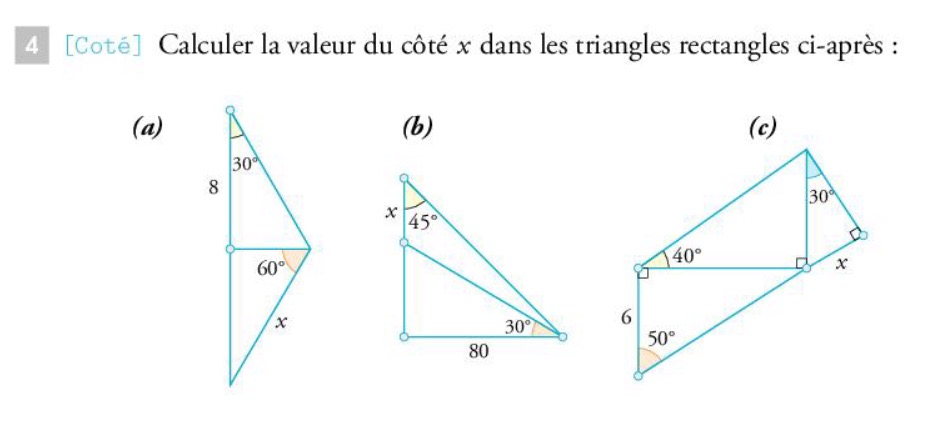 4 [Coté] Calculer la valeur du côté x dans les triangles rectangles ci-après :
(a) (b) (c)
30°
8
60°
x
x
45°
30°
80
30°
40°
x
6
50°